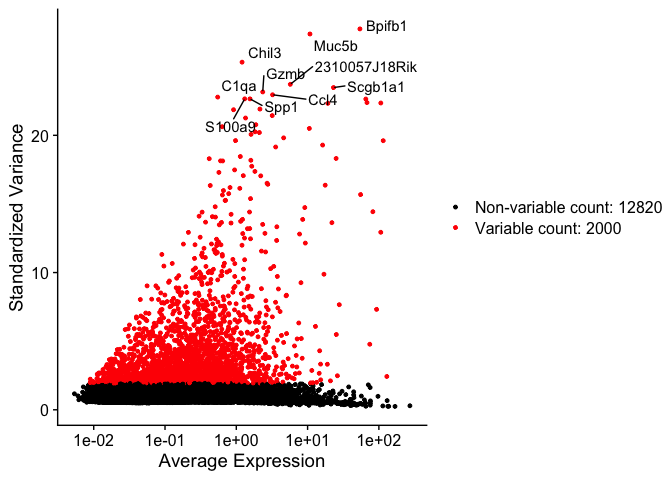 Bpifb1
Muc5b
Chil3
2310057J18Rik
Gzmb
C1qa
Scgb1a1
Ccl4
Spp1
S100a9
20
10
0
Standardized Variance
1e-02
1e-01
1e+00
1e+01
1e+02
Average Expression
Non-variable count: 12820
Variable count: 2000